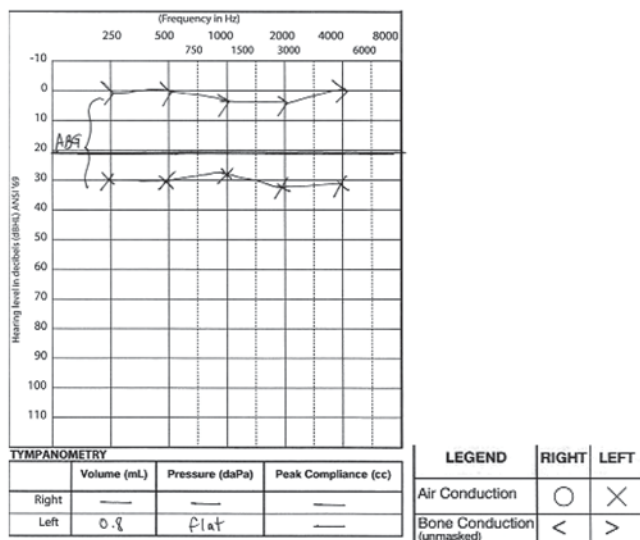 (Frequency in Hz)
250 500 1000 2000 4000 8000
750 1500 3000 6000
-10
0
10
ABG
20
30
40
50
60
70
80
90
100
110
Hearing level in decibels (dBHL) ANSI '69
TYMPANOMETRY
Volume (mL) Pressure (daPa) Peak Compliance (cc)
Right — — —
Left 0.8 flat —
LEGEND RIGHT LEFT
Air Conduction O X
Bone Conduction < >
(unmasked)